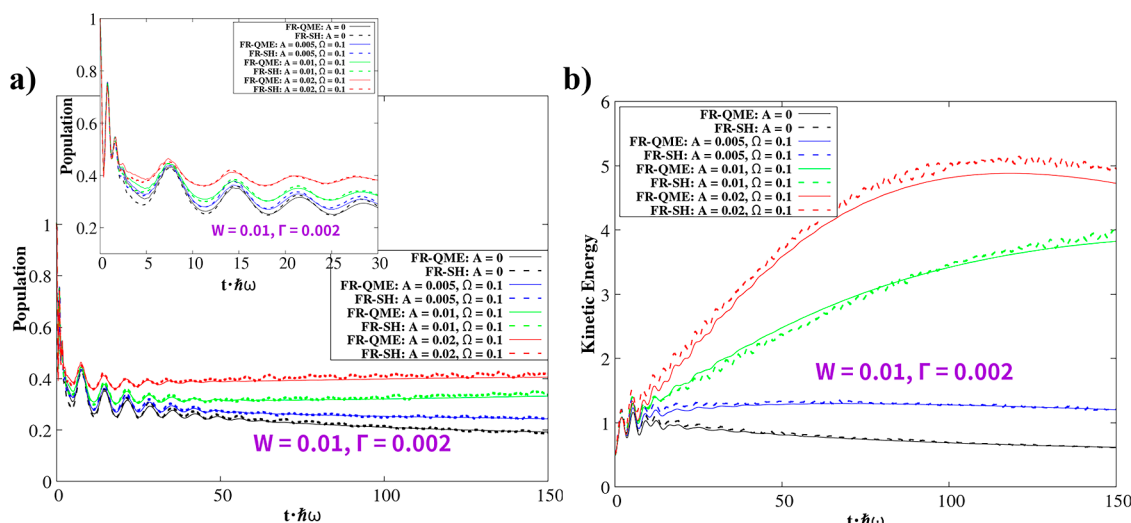 a)
1
0.8
0.6
0.4
0.2
Population
FR-QME: A = 0
FR-SH: A = 0
FR-QME: A = 0.005, Ω = 0.1
FR-SH: A = 0.005, Ω = 0.1
FR-QME: A = 0.01, Ω = 0.1
FR-SH: A = 0.01, Ω = 0.1
FR-QME: A = 0.02, Ω = 0.1
FR-SH: A = 0.02, Ω = 0.1
W = 0.01, Γ = 0.002
0 5 10 15 20 25 30
t·ħω
1
0.8
0.6
0.4
0.2
0
Population
FR-QME: A = 0
FR-SH: A = 0
FR-QME: A = 0.005, Ω = 0.1
FR-SH: A = 0.005, Ω = 0.1
FR-QME: A = 0.01, Ω = 0.1
FR-SH: A = 0.01, Ω = 0.1
FR-QME: A = 0.02, Ω = 0.1
FR-SH: A = 0.02, Ω = 0.1
W = 0.01, Γ = 0.002
0 50 100 150
t·ħω
b)
6
5
4
3
2
1
0
Kinetic Energy
FR-QME: A = 0
FR-SH: A = 0
FR-QME: A = 0.005, Ω = 0.1
FR-SH: A = 0.005, Ω = 0.1
FR-QME: A = 0.01, Ω = 0.1
FR-SH: A = 0.01, Ω = 0.1
FR-QME: A = 0.02, Ω = 0.1
FR-SH: A = 0.02, Ω = 0.1
W = 0.01, Γ = 0.002
0 50 100 150
t·ħω